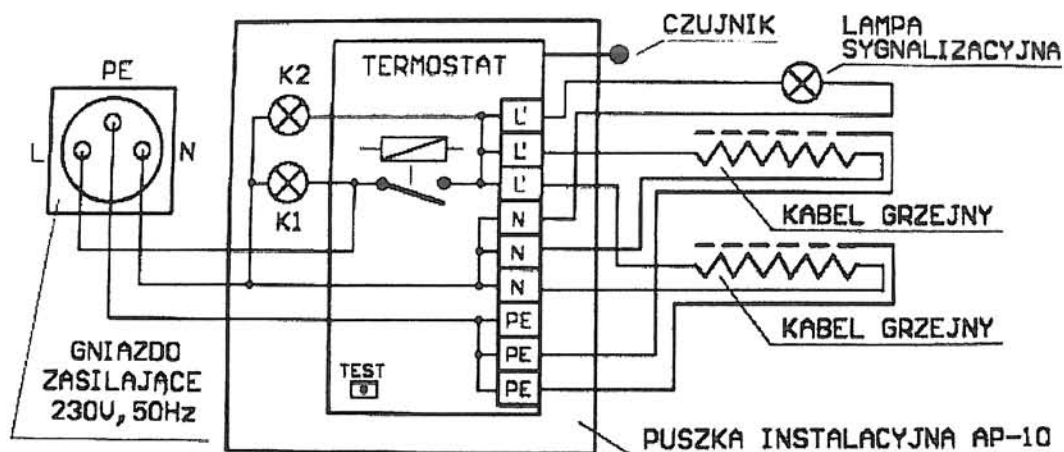 CZUJNIK
LAMPA
SYGNALIZACYJNA
TERMOSTAT
K2
PE
L
N
K1
L'
L'
L'
N
N
N
PE
PE
PE
KABEL GRZEJNY
KABEL GRZEJNY
TEST
GNIAZDO
ZASILAJĄCE
230V, 50Hz
PUSZKA INSTALACYJNA AP-10